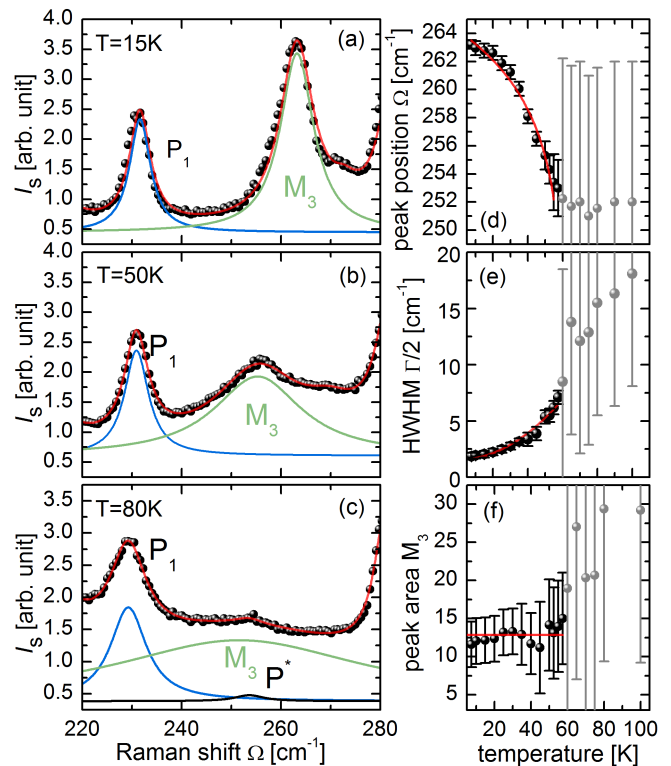 T=15K
(a)
P1
M3
Is [arb. unit]
4.0
3.5
3.0
2.5
2.0
1.5
1.0
0.5
T=50K
(b)
P1
M3
Is [arb. unit]
4.0
3.5
3.0
2.5
2.0
1.5
1.0
0.5
T=80K
(c)
P1
M3
P*
Is [arb. unit]
3.5
3.0
2.5
2.0
1.5
1.0
0.5
220 240 260 280
Raman shift Ω [cm-1]
peak position Ω [cm-1]
264
262
260
258
256
254
252
250
(d)
HWHM Γ/2 [cm-1]
20
15
10
5
0
(e)
peak area M3
30
25
20
15
10
5
(f)
20 40 60 80 100
temperature [K]